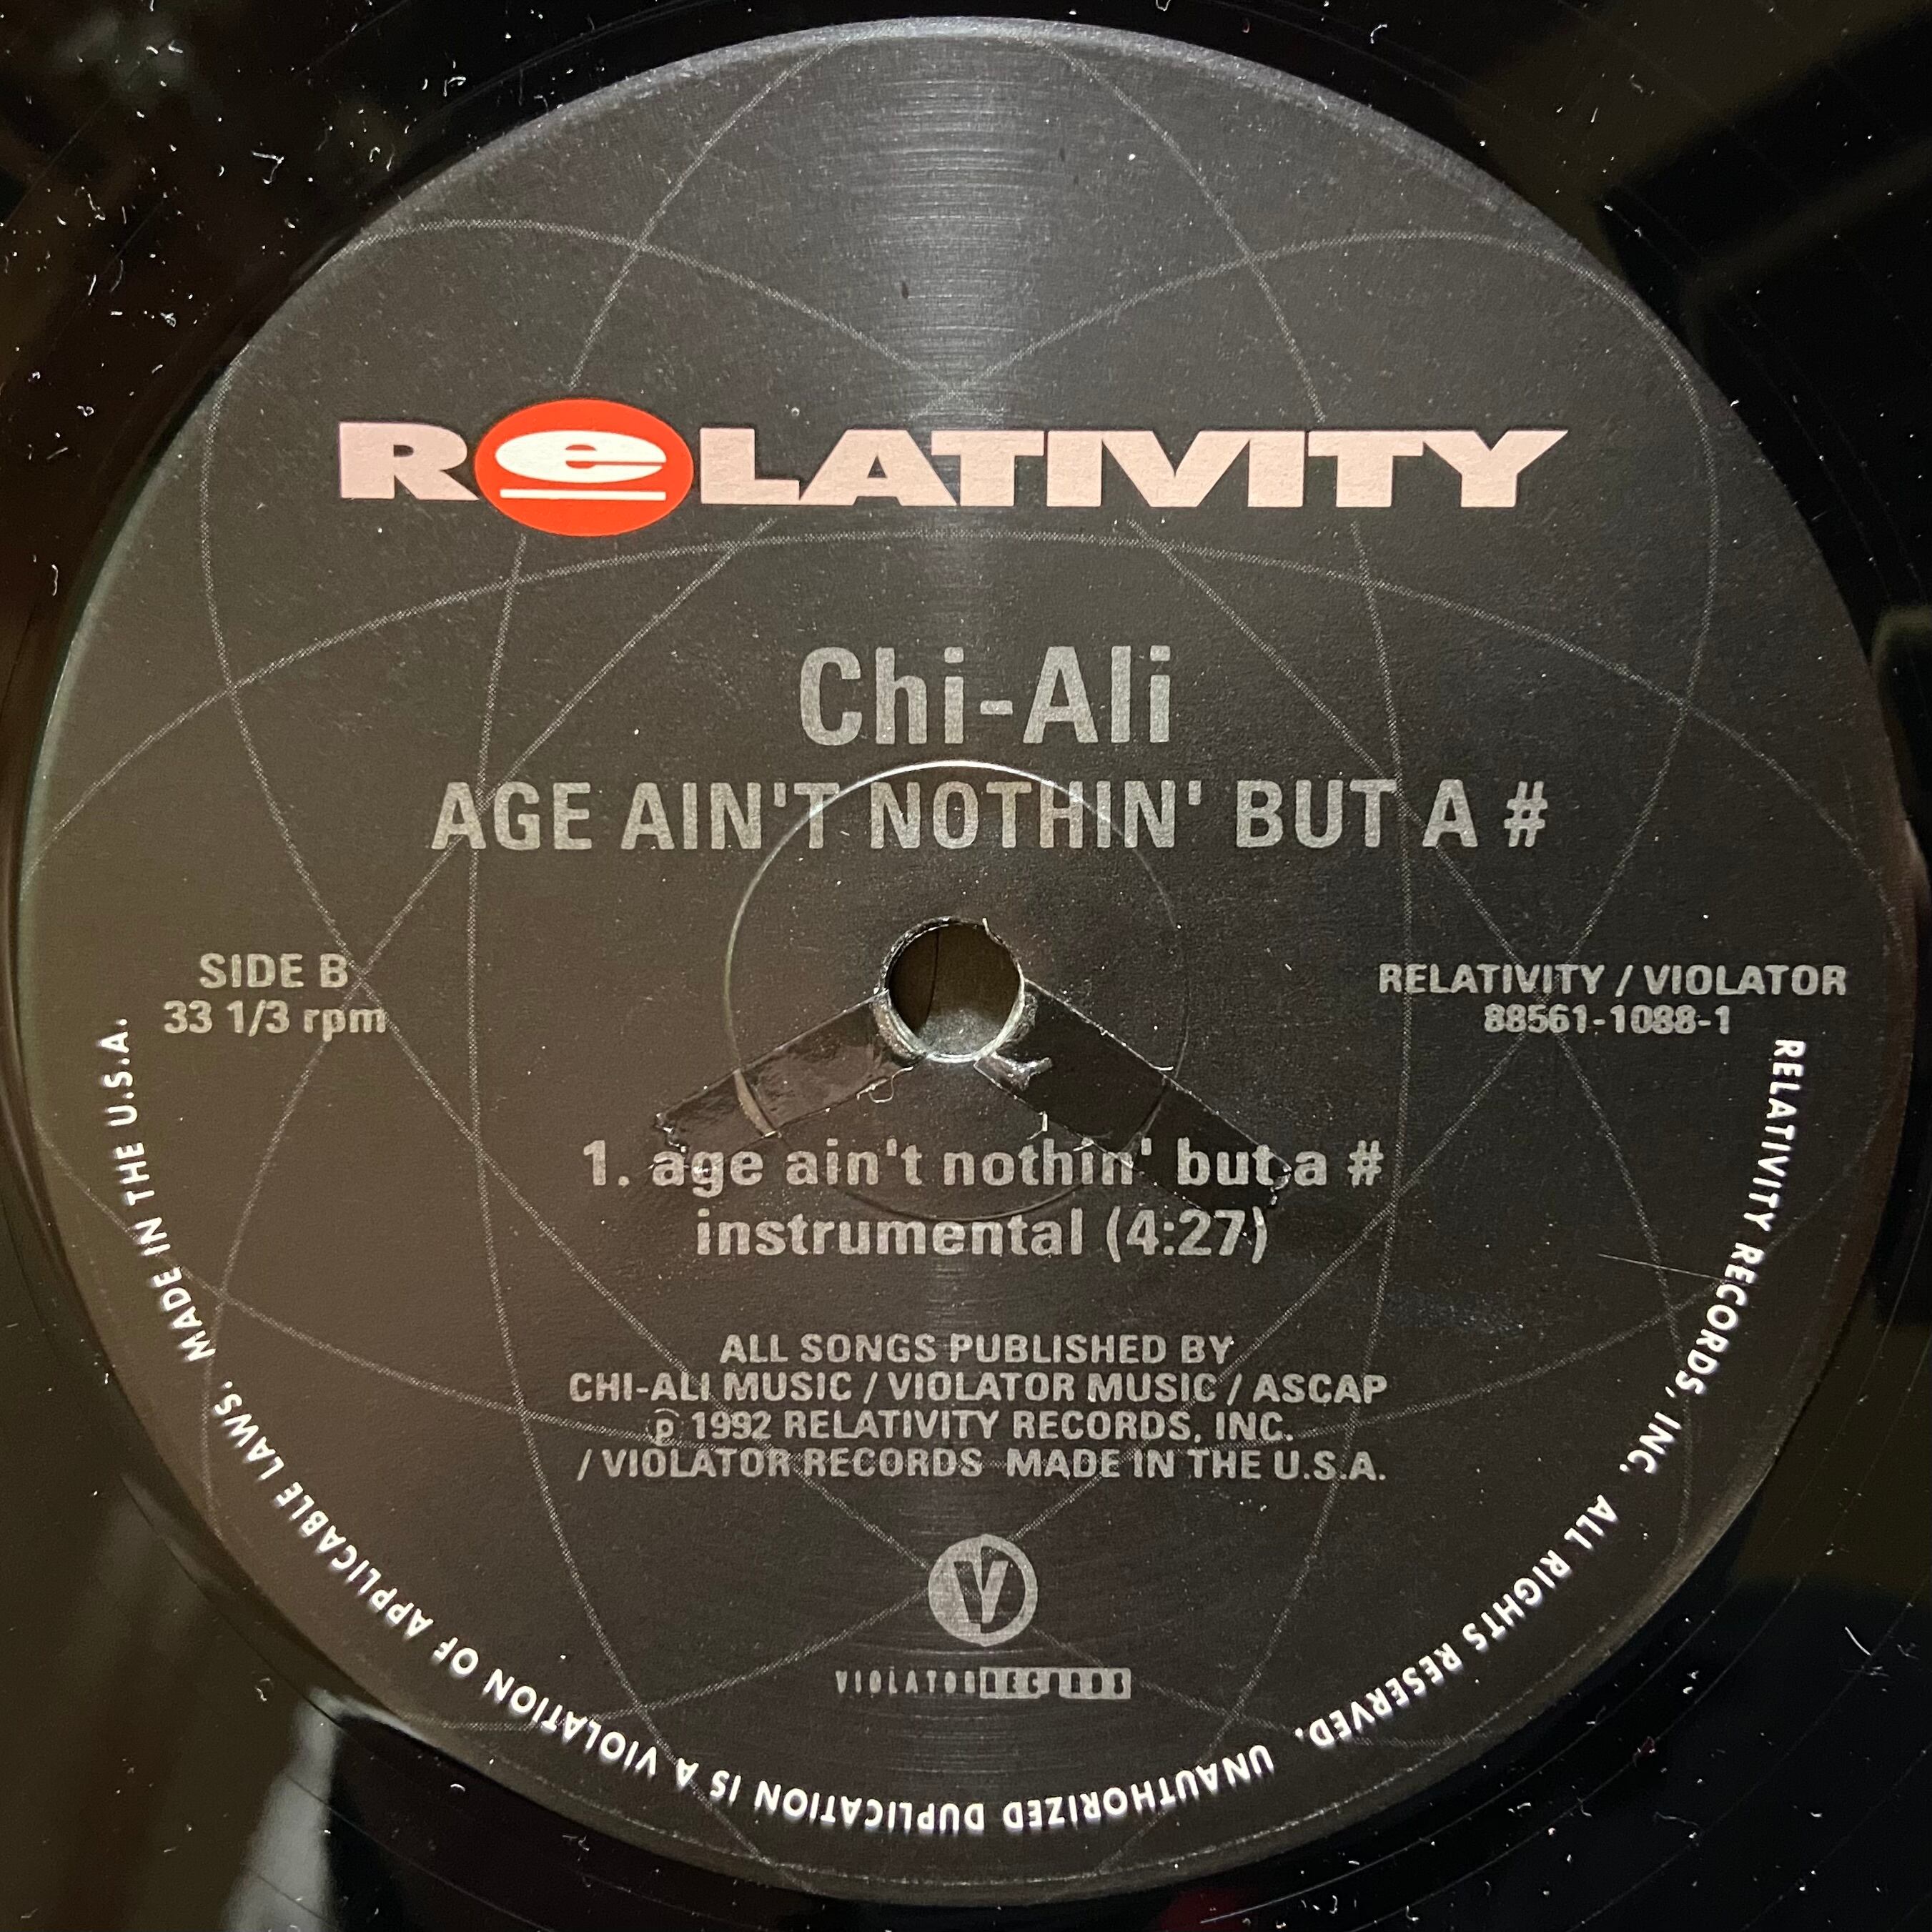 ReLATIVITY
Chi-Ali
AGE AIN'T NOTHIN' BUT A #
SIDE B
33 1/3 rpm
RELATIVITY / VIOLATOR
88561-1088-1
1. age ain't nothin' but a #
instrumental (4:27)
ALL SONGS PUBLISHED BY
CHI-ALI MUSIC / VIOLATOR MUSIC / ASCAP
℗ 1992 RELATIVITY RECORDS, INC.
/ VIOLATOR RECORDS MADE IN THE U.S.A.
V
VIOLATOR RECORDS
RELATIVITY RECORDS, INC. ALL RIGHTS RESERVED. UNAUTHORIZED DUPLICATION IS A VIOLATION OF APPLICABLE LAWS. MADE IN THE U.S.A.